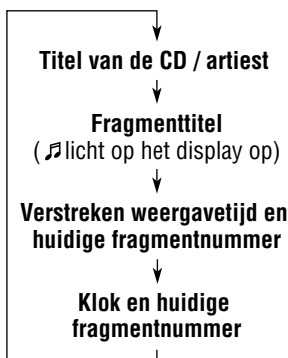 Titel van de CD / artiest
Fragmenttitel
(♫ licht op het display op)
Verstreken weergavetijd en
huidige fragmentnummer
Klok en huidige
fragmentnummer